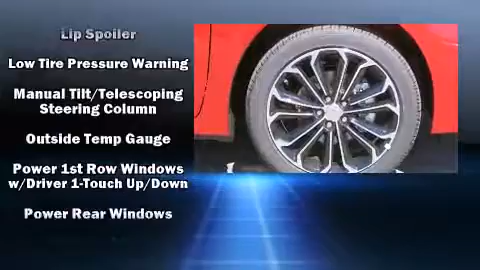 Lip Spoiler
Low Tire Pressure Warning
Manual Tilt/Telescoping
Steering Column
Outside Temp Gauge
Power 1st Row Windows
w/Driver 1-Touch Up/Down
Power Rear Windows